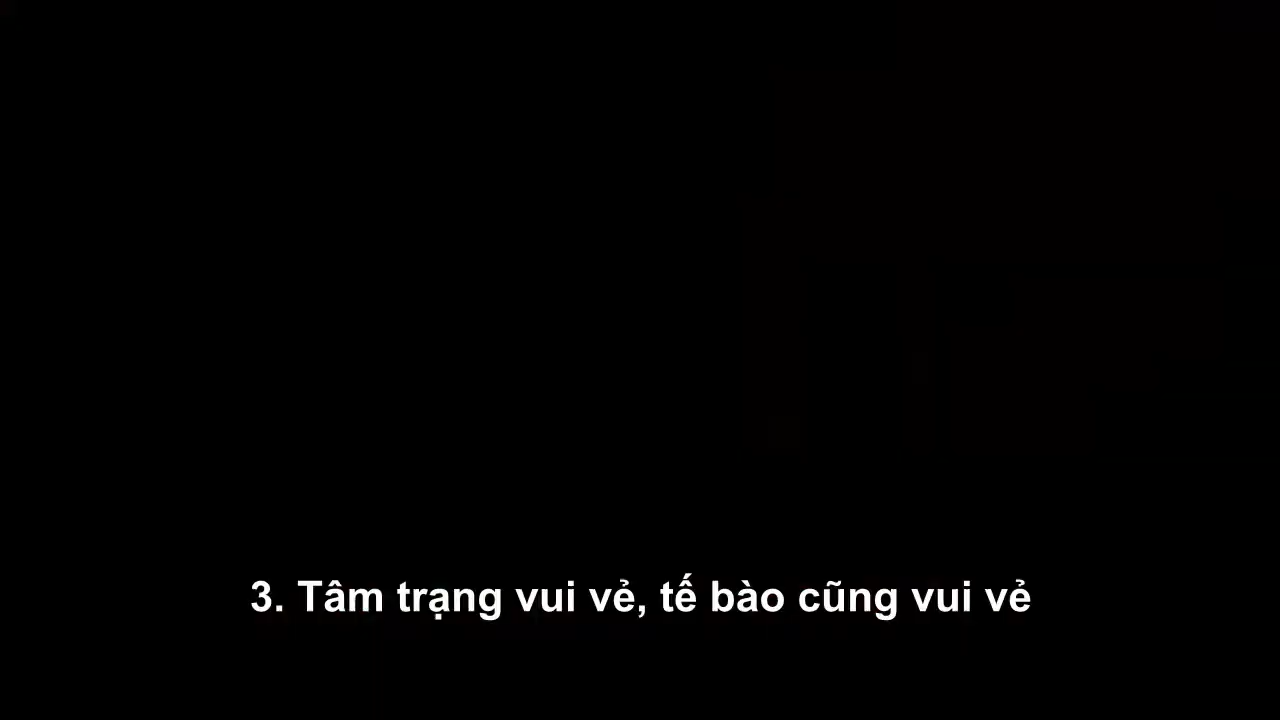 3. Tâm trạng vui vẻ, tế bào cũng vui vẻ